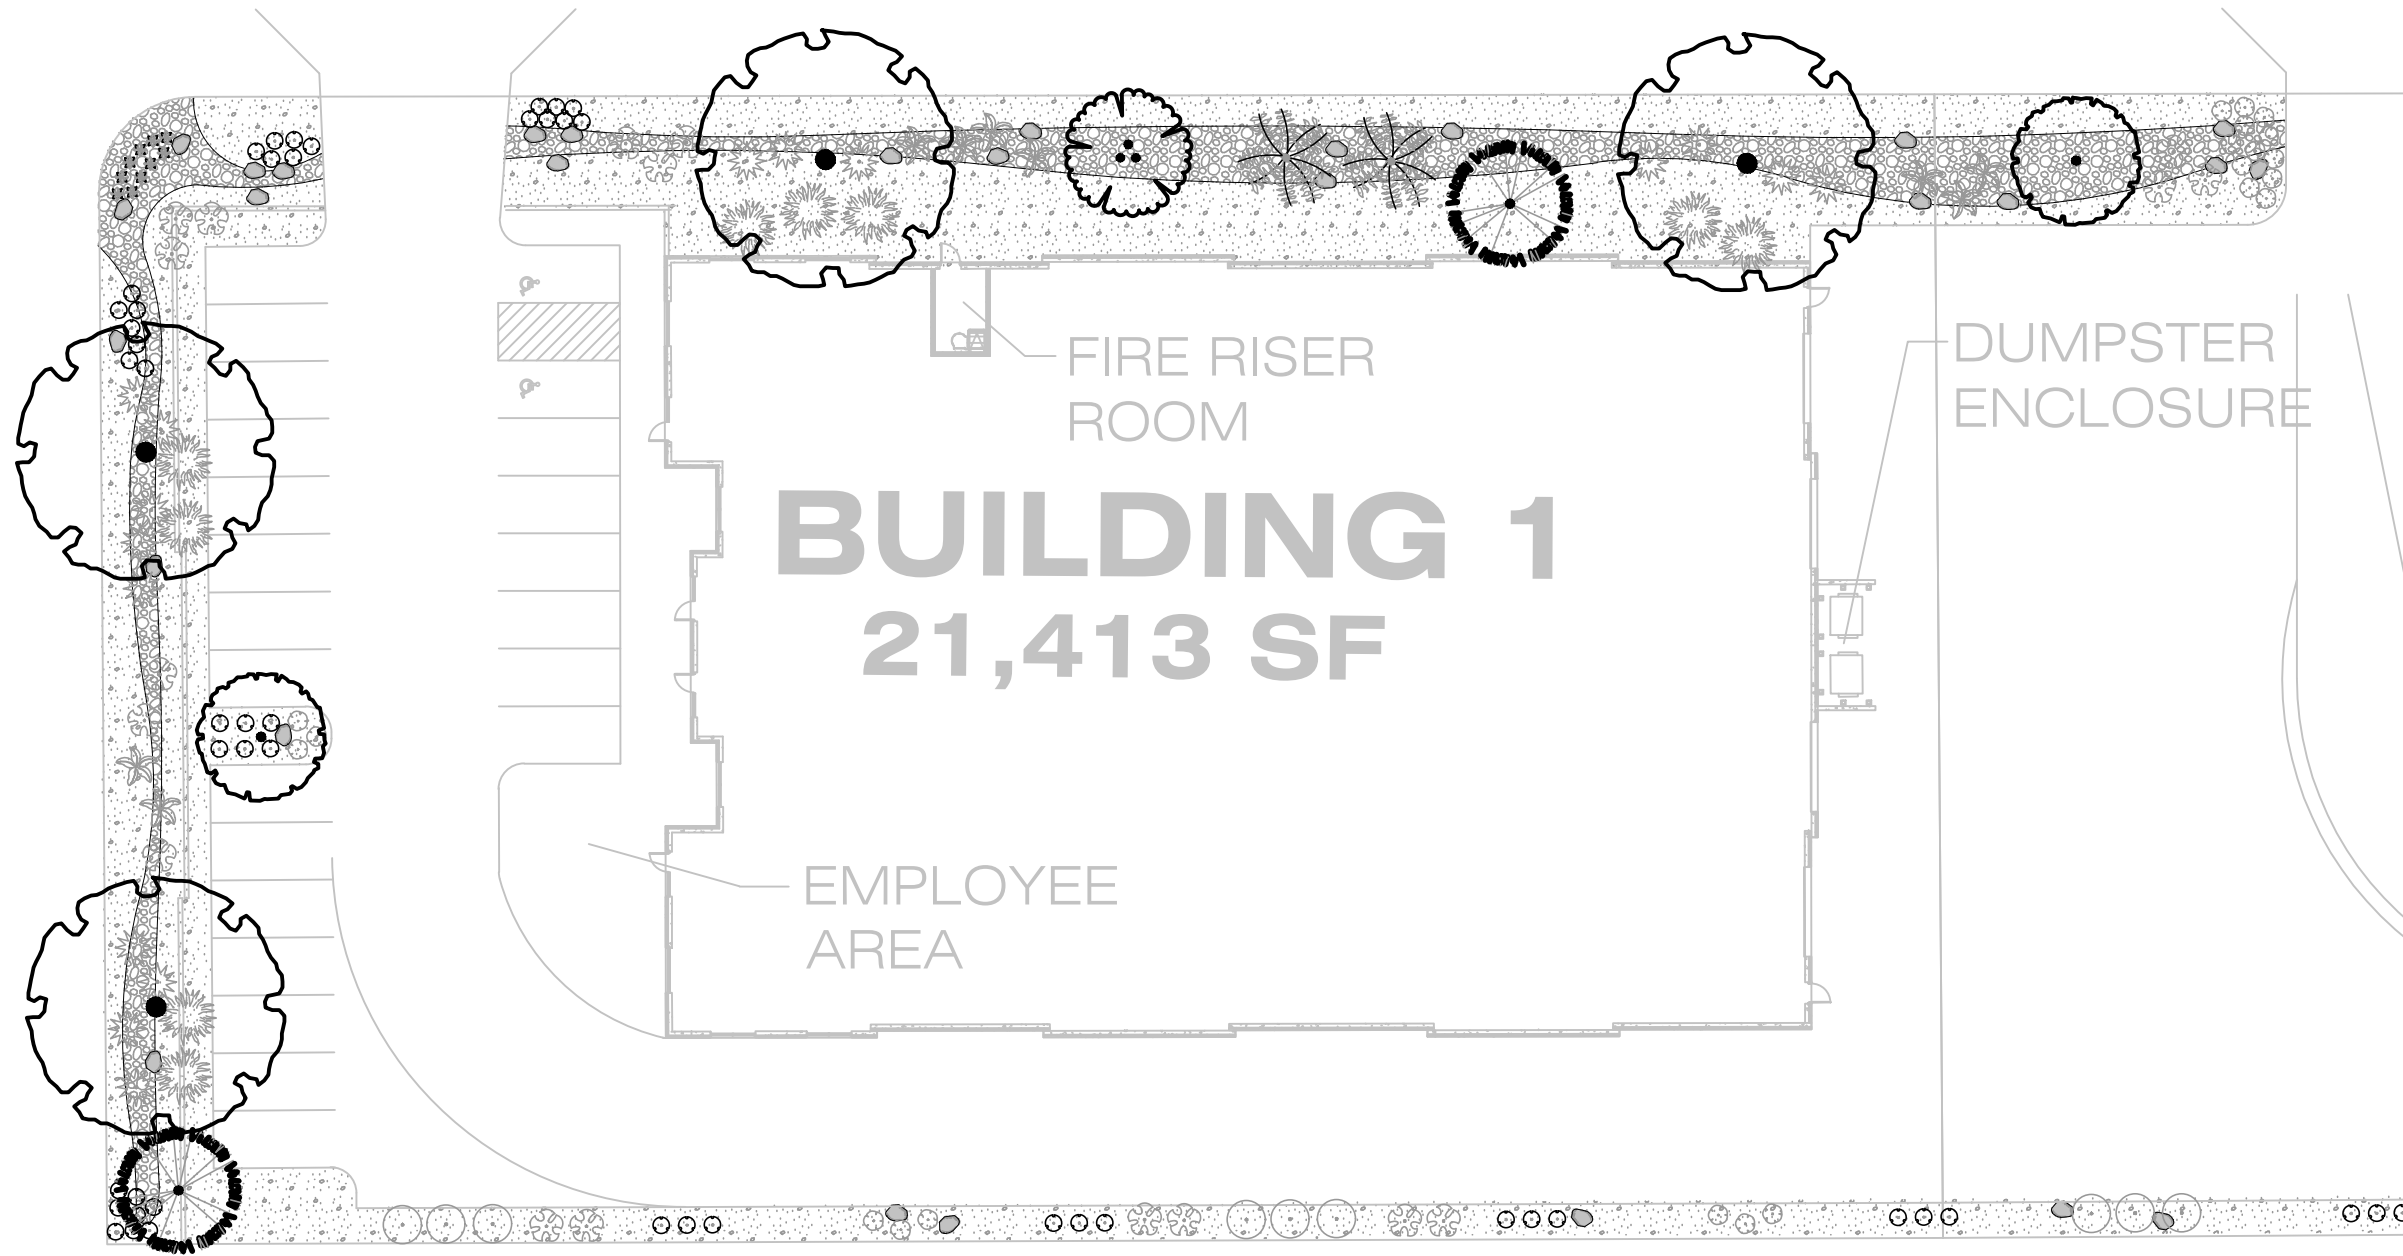 FIRE RISER
ROOM
DUMPSTER
ENCLOSURE
BUILDING 1
21,413 SF
EMPLOYEE
AREA